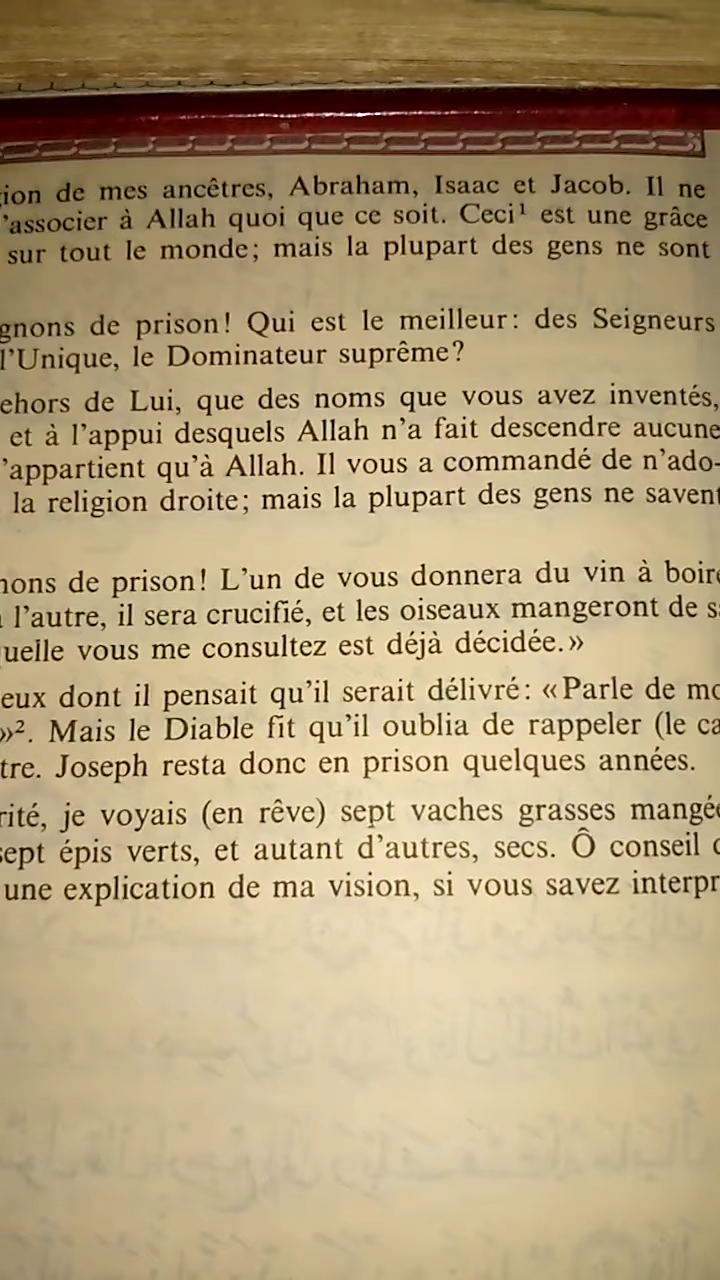 ion de mes ancêtres, Abraham, Isaac et Jacob. Il ne
'associer à Allah quoi que ce soit. Ceci¹ est une grâce
sur tout le monde; mais la plupart des gens ne sont
gnons de prison! Qui est le meilleur: des Seigneurs
l'Unique, le Dominateur suprême?
ehors de Lui, que des noms que vous avez inventés,
et à l'appui desquels Allah n'a fait descendre aucune
'appartient qu'à Allah. Il vous a commandé de n'ado-
la religion droite; mais la plupart des gens ne savent
nons de prison! L'un de vous donnera du vin à boire
l'autre, il sera crucifié, et les oiseaux mangeront de s
uelle vous me consultez est déjà décidée.»
eux dont il pensait qu'il serait délivré: «Parle de mo
»². Mais le Diable fit qu'il oublia de rappeler (le ca
tre. Joseph resta donc en prison quelques années.
rité, je voyais (en rêve) sept vaches grasses mangée
sept épis verts, et autant d'autres, secs. Ô conseil d
une explication de ma vision, si vous savez interpr